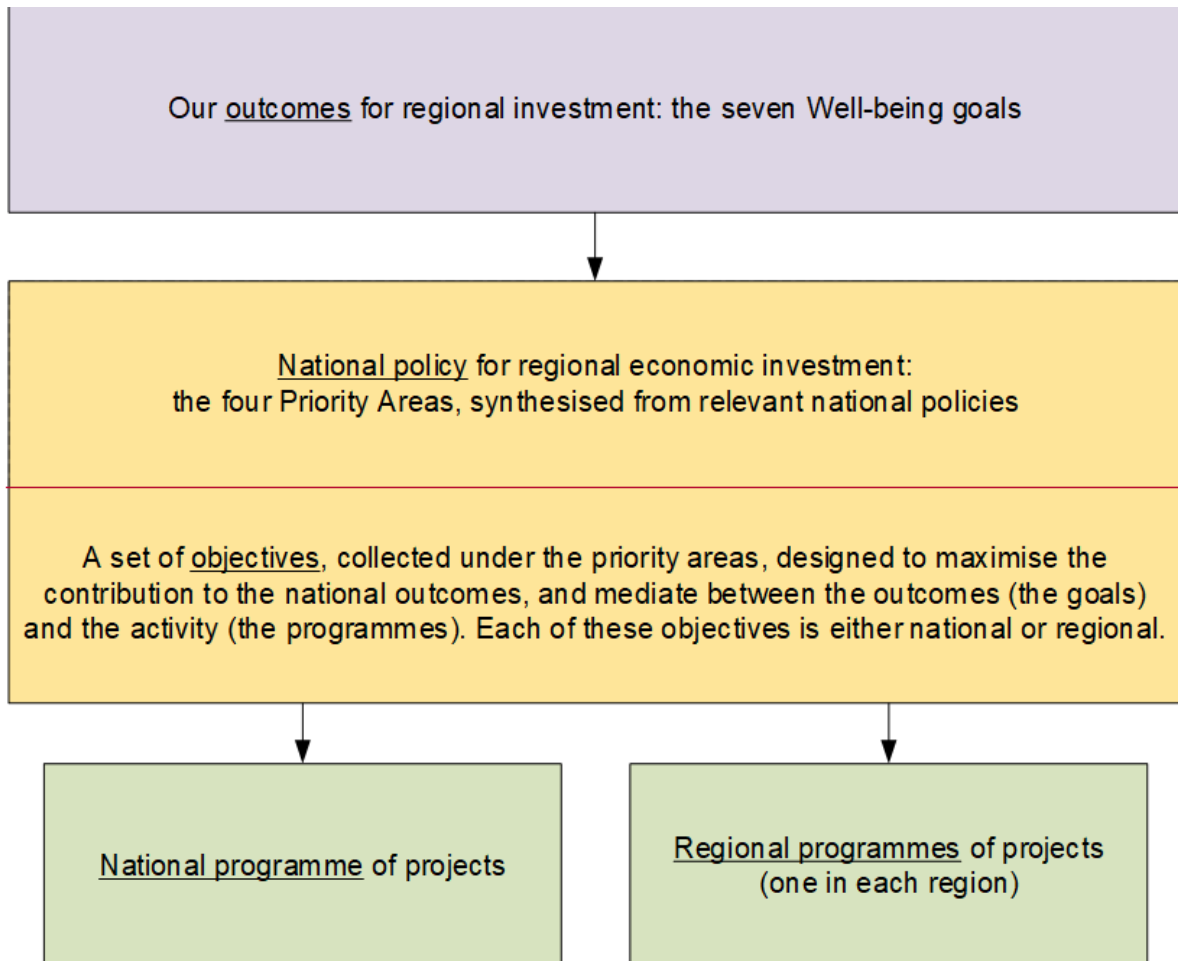 Our outcomes for regional investment: the seven Well-being goals
National policy for regional economic investment:
the four Priority Areas, synthesised from relevant national policies
A set of objectives, collected under the priority areas, designed to maximise the
contribution to the national outcomes, and mediate between the outcomes (the goals)
and the activity (the programmes). Each of these objectives is either national or regional.
National programme of projects
Regional programmes of projects
(one in each region)